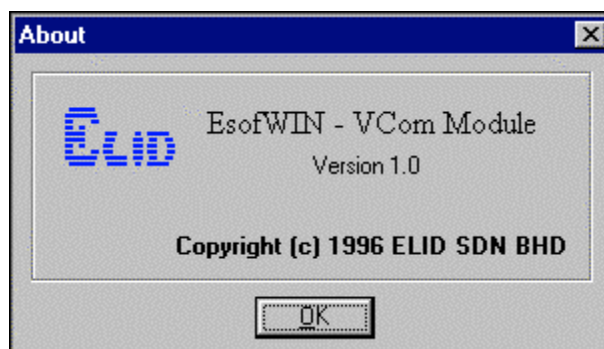 About
ELID
EsofWIN - VCom Module
Version 1.0
Copyright (c) 1996 ELID SDN BHD
OK